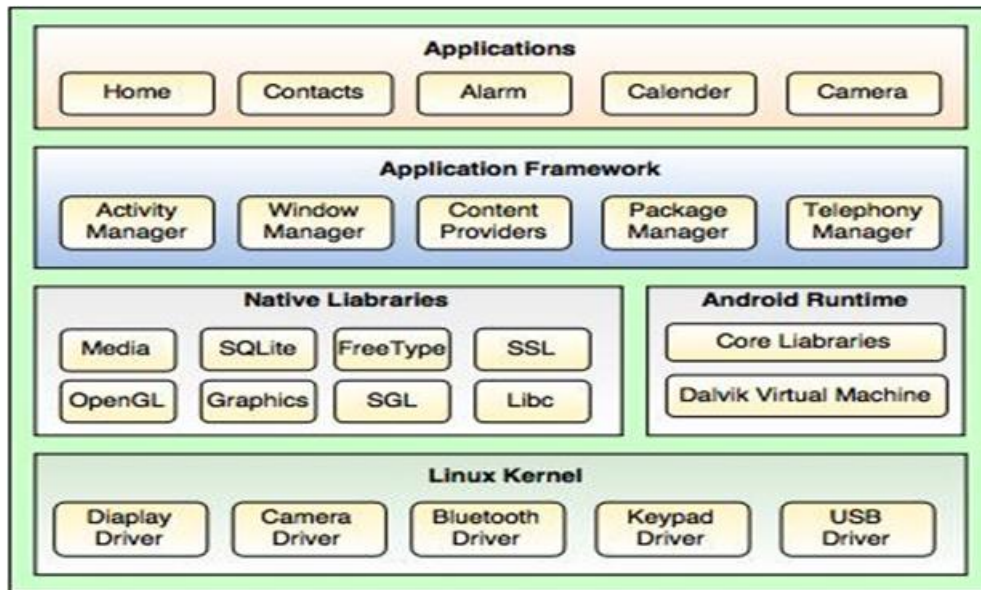 Applications
Home Contacts Alarm Calender Camera
Application Framework
Activity Manager
Window Manager
Content Providers
Package Manager
Telephony Manager
Native Liabraries
Media SQLite FreeType SSL
OpenGL Graphics SGL Libc
Android Runtime
Core Liabraries
Dalvik Virtual Machine
Linux Kernel
Diaplay Driver
Camera Driver
Bluetooth Driver
Keypad Driver
USB Driver